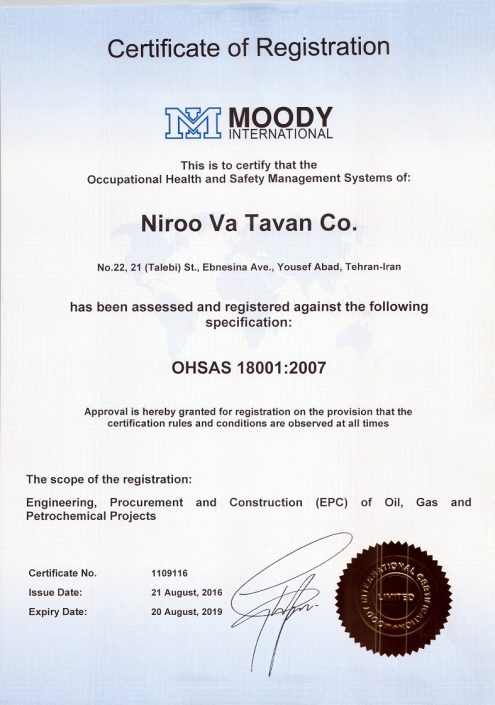 Certificate of Registration
MOODY
INTERNATIONAL
This is to certify that the
Occupational Health and Safety Management Systems of:
Niroo Va Tavan Co.
No.22, 21 (Talebi) St., Ebnesina Ave., Yousef Abad, Tehran-Iran
has been assessed and registered against the following
specification:
OHSAS 18001:2007
Approval is hereby granted for registration on the provision that the
certification rules and conditions are observed at all times
The scope of the registration:
Engineering, Procurement and Construction (EPC) of Oil, Gas and
Petrochemical Projects
Certificate No. 1109116
Issue Date: 21 August, 2016
Expiry Date: 20 August, 2019
MOODY INTERNATIONAL CERTIFICATION
LIMITED